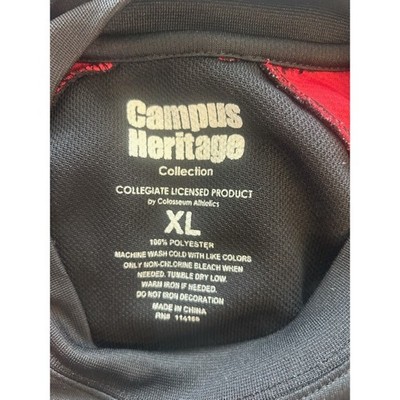 Campus
Heritage
Collection
COLLEGIATE LICENSED PRODUCT
by Colosseum Athletics
XL
100% POLYESTER
MACHINE WASH COLD WITH LIKE COLORS
ONLY NON-CHLORINE BLEACH WHEN
NEEDED. TUMBLE DRY LOW.
WARM IRON IF NEEDED.
DO NOT IRON DECORATION
MADE IN CHINA
RN#